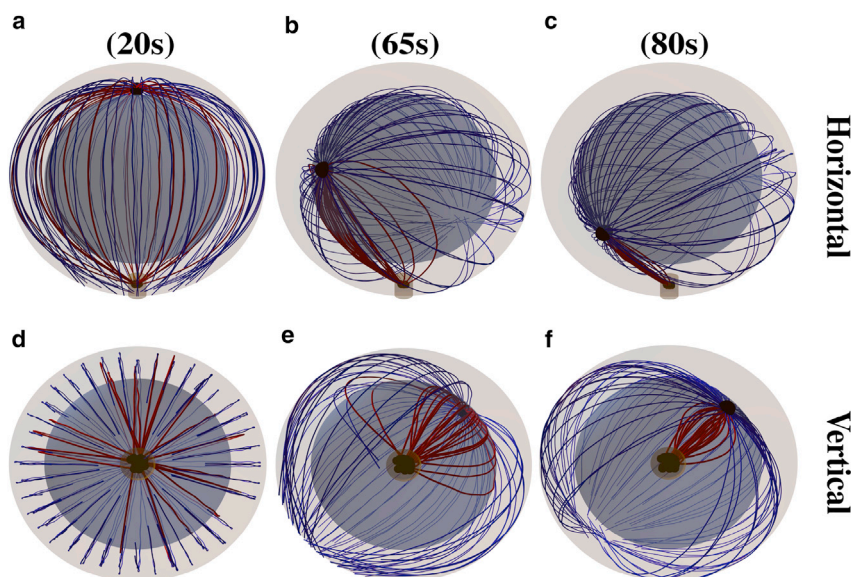 a
(20s)
b
(65s)
c
(80s)
Horizontal
d
e
f
Vertical